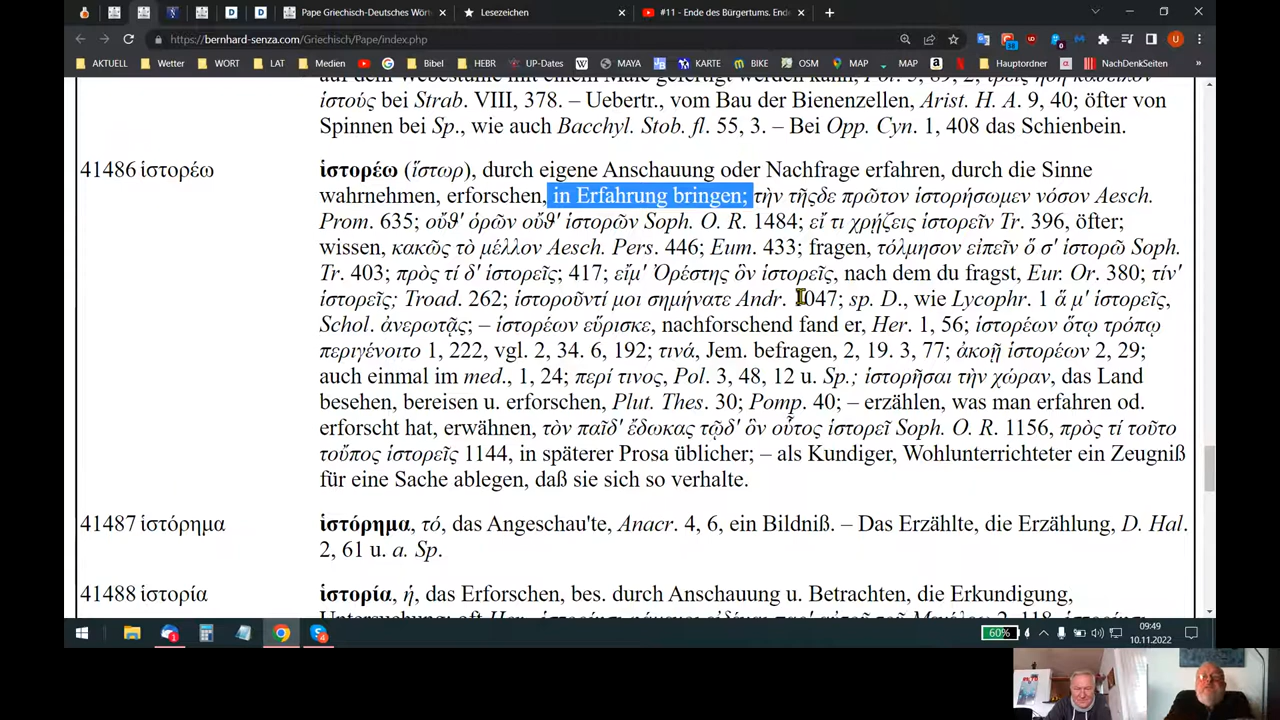 Pape Griechisch-Deutsches Wört
Lesezeichen
#11 - Ende des Bürgertums. Ende
https://bernhard-senza.com/Griechisch/Pape/index.php
AKTUELL Wetter WORT LAT Medien UP-Dates MAYA KARTE BIKE OSM MAP MAP Hauptordner NachDenkSeiten
ἱστούς bei Strab. VIII, 378. – Uebertr., vom Bau der Bienenzellen, Arist. H. A. 9, 40; öfter von
Spinnen bei Sp., wie auch Bacchyl. Stob. fl. 55, 3. – Bei Opp. Cyn. 1, 408 das Schienbein.
41486 ἱστορέω
ἱστορέω (ἵστωρ), durch eigene Anschauung oder Nachfrage erfahren, durch die Sinne
wahrnehmen, erforschen, in Erfahrung bringen; τὴν τῆςδε πρῶτον ἱστορήσωμεν νόσον Aesch.
Prom. 635; οὔθ' ὁρῶν οὔθ' ἱστορῶν Soph. O. R. 1484; εἴ τι χρῄζεις ἱστορεῖν Tr. 396, öfter;
wissen, κακῶς τὸ μέλλον Aesch. Pers. 446; Eum. 433; fragen, τόλμησον εἰπεῖν ὅ σ' ἱστορῶ Soph.
Tr. 403; πρὸς τί δ' ἱστορεῖς; 417; εἴμ' Ὀρέστης ὃν ἱστορεῖς, nach dem du fragst, Eur. Or. 380; τίν'
ἱστορεῖς; Troad. 262; ἱστοροῦντί μοι σημήνατε Andr. 1047; sp. D., wie Lycophr. 1 ἅ μ' ἱστορεῖς,
Schol. ἀνερωτᾷς; – ἱστορέων εὕρισκε, nachforschend fand er, Her. 1, 56; ἱστορέων ὅτῳ τρόπῳ
περιγένοιτο 1, 222, vgl. 2, 34. 6, 192; τινά, Jem. befragen, 2, 19. 3, 77; ἀκοῇ ἱστορέων 2, 29;
auch einmal im med., 1, 24; περί τινος, Pol. 3, 48, 12 u. Sp.; ἱστορῆσαι τὴν χώραν, das Land
besehen, bereisen u. erforschen, Plut. Thes. 30; Pomp. 40; – erzählen, was man erfahren od.
erforscht hat, erwähnen, τὸν παῖδ' ἔδωκας τῷδ' ὃν οὗτος ἱστορεῖ Soph. O. R. 1156, πρὸς τί τοῦτο
τοὔπος ἱστορεῖς 1144, in späterer Prosa üblicher; – als Kundiger, Wohlunterrichteter ein Zeugniß
für eine Sache ablegen, daß sie sich so verhalte.
41487 ἱστόρημα
ἱστόρημα, τό, das Angeschau'te, Anacr. 4, 6, ein Bildniß. – Das Erzählte, die Erzählung, D. Hal.
2, 61 u. a. Sp.
41488 ἱστορία
ἱστορία, ἡ, das Erforschen, bes. durch Anschauung u. Betrachten, die Erkundigung,
60%
09:49
10.11.2022